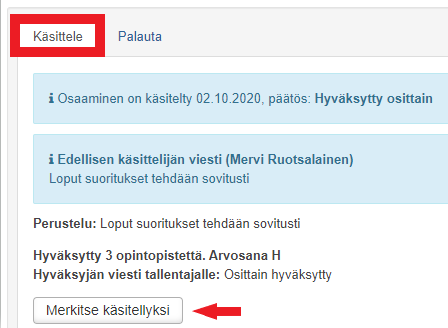 Käsittele Palauta
Osaaminen on käsitelty 02.10.2020, päätös: Hyväksytty osittain
Edellisen käsittelijän viesti (Mervi Ruotsalainen)
Loput suoritukset tehdään sovitusti
Perustelu: Loput suoritukset tehdään sovitusti
Hyväksytty 3 opintopistettä. Arvosana H
Hyväksyjän viesti tallentajalle: Osittain hyväksytty
Merkitse käsitellyksi